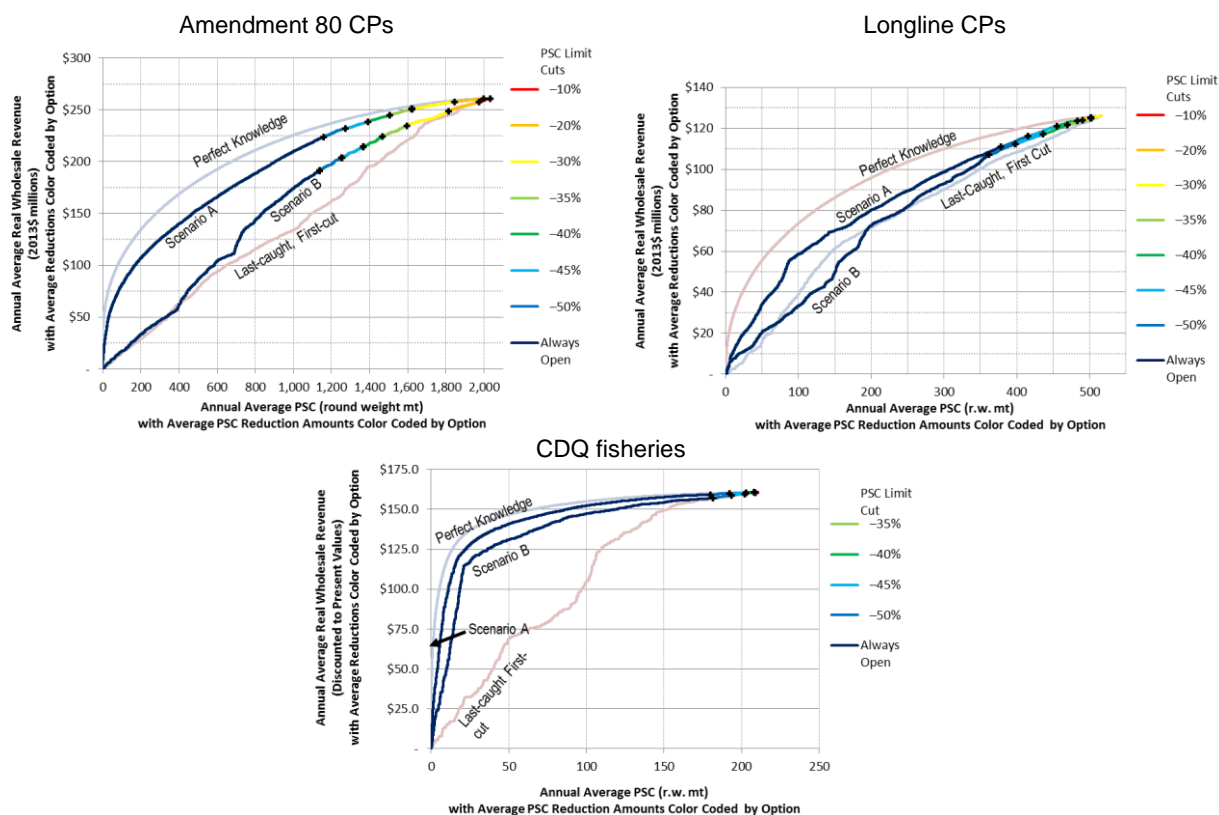 Amendment 80 CPs
Annual Average Real Wholesale Revenue
(2013$ millions)
with Average Reductions Color Coded by Option
$300
$250
$200
$150
$100
$50
-
Perfect Knowledge
Scenario A
Scenario B
Last-caught, First-cut
0 200 400 600 800 1,000 1,200 1,400 1,600 1,800 2,000
Annual Average PSC (round weight mt)
with Average PSC Reduction Amounts Color Coded by Option
PSC Limit
Cuts
−10%
−20%
−30%
−35%
−40%
−45%
−50%
Always
Open
Longline CPs
Annual Average Real Wholesale Revenue
(2013$ millions)
with Average Reductions Color Coded by Option
$140
$120
$100
$80
$60
$40
$20
-
Perfect Knowledge
Scenario A
Last-Caught, First Cut
Scenario B
0 100 200 300 400 500
Annual Average PSC (r.w. mt)
with Average PSC Reduction Amounts Color Coded by Option
PSC Limit
Cuts
−10%
−20%
−30%
−35%
−40%
−45%
−50%
Always
Open
CDQ fisheries
Annual Average Real Wholesale Revenue
(Discounted to Present Values)
with Average Reductions Color Coded by Option
$175.0
$150.0
$125.0
$100.0
$75.0
$50.0
$25.0
-
Perfect Knowledge
Scenario B
Scenario A
Last-caught First-
cut
0 50 100 150 200 250
Annual Average PSC (r.w. mt)
with Average PSC Reduction Amounts Color Coded by Option
PSC Limit
Cut
−35%
−40%
−45%
−50%
Always
Open